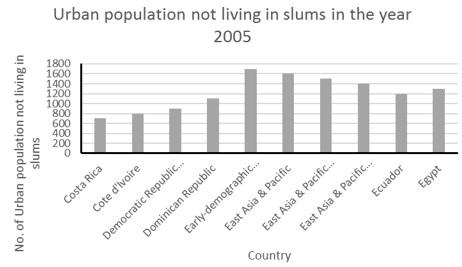 Urban population not living in slums in the year
2005
No. of Urban population not living in
slums
1800
1600
1400
1200
1000
800
600
400
200
0
Costa Rica
Cote d'Ivoire
Democratic Republic...
Dominican Republic
Early-demographic...
East Asia & Pacific
East Asia & Pacific...
East Asia & Pacific...
Ecuador
Egypt
Country